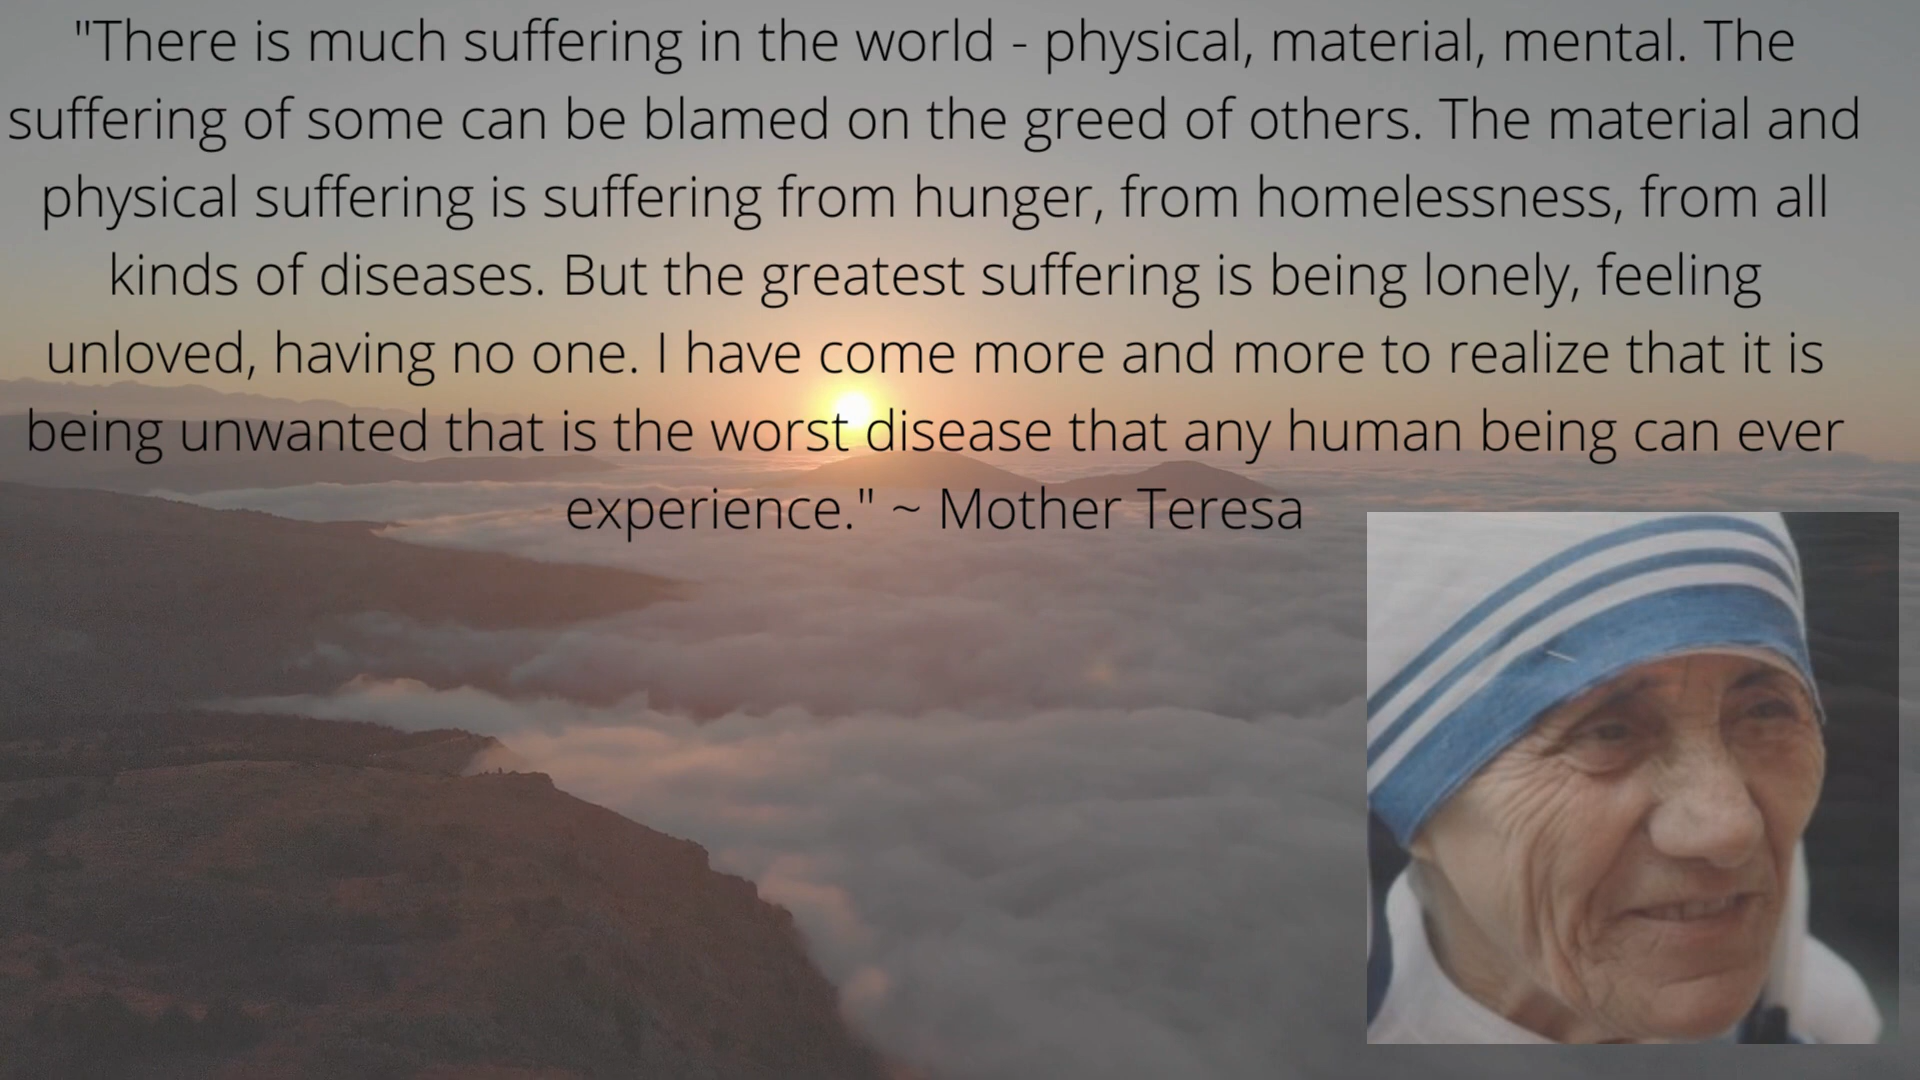 "There is much suffering in the world - physical, material, mental. The
suffering of some can be blamed on the greed of others. The material and
physical suffering is suffering from hunger, from homelessness, from all
kinds of diseases. But the greatest suffering is being lonely, feeling
unloved, having no one. I have come more and more to realize that it is
being unwanted that is the worst disease that any human being can ever
experience." ~ Mother Teresa